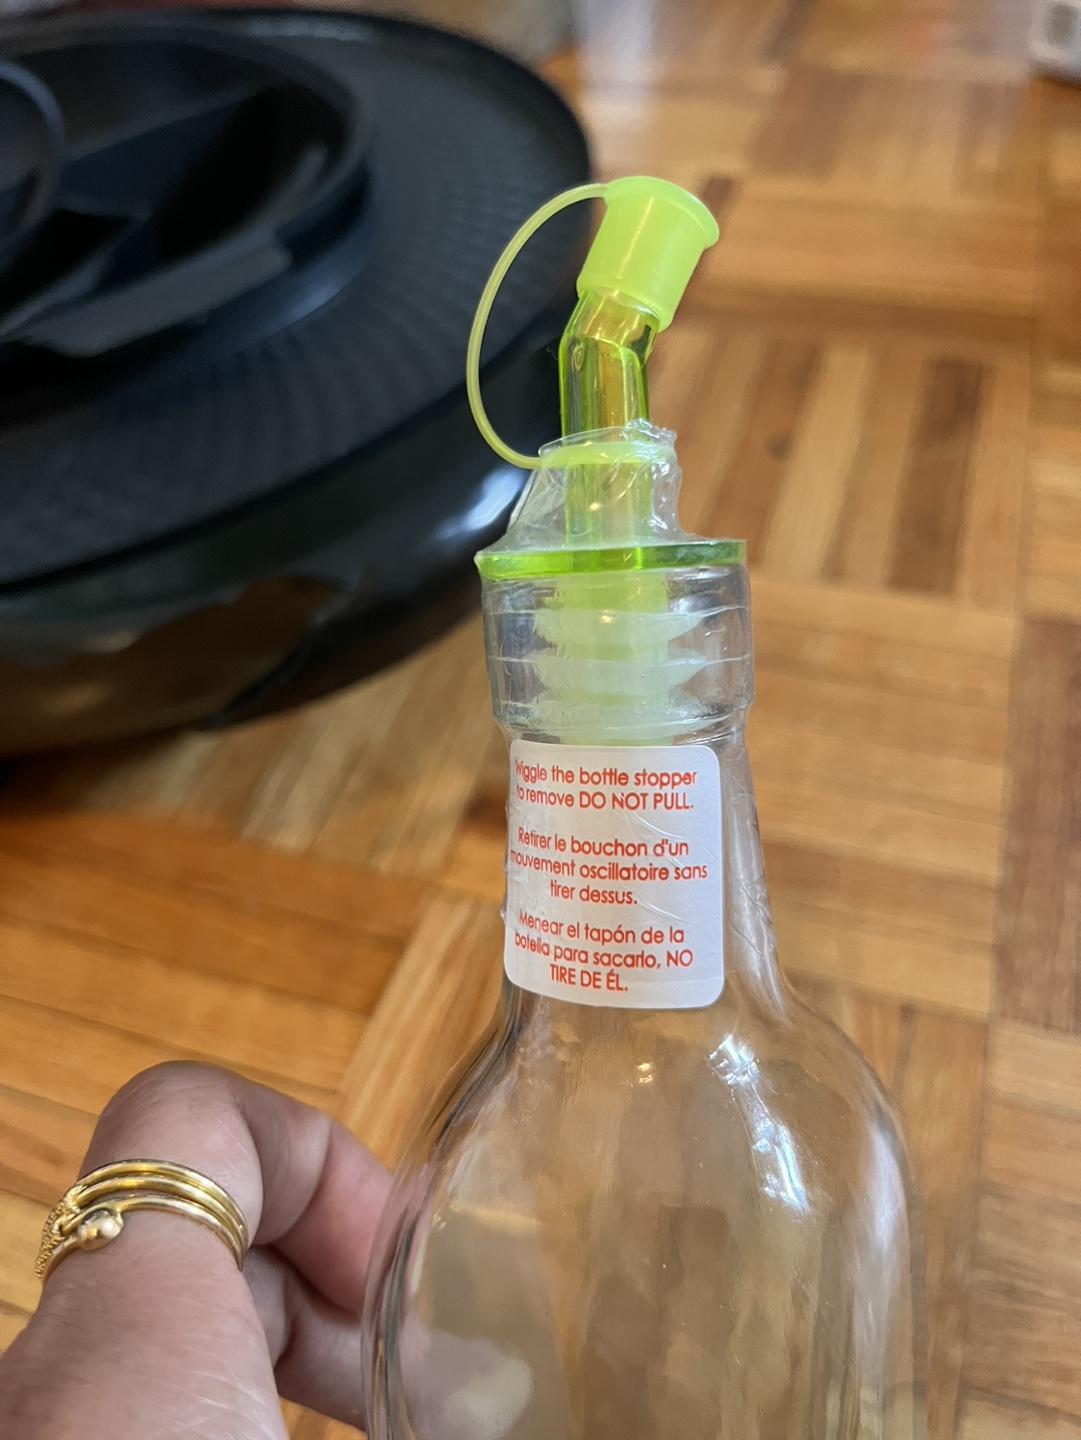 Wiggle the bottle stopper
to remove DO NOT PULL.
Retirer le bouchon d'un
mouvement oscillatoire sans
tirer dessus.
Menear el tapón de la
botella para sacarlo, NO
TIRE DE ÉL.